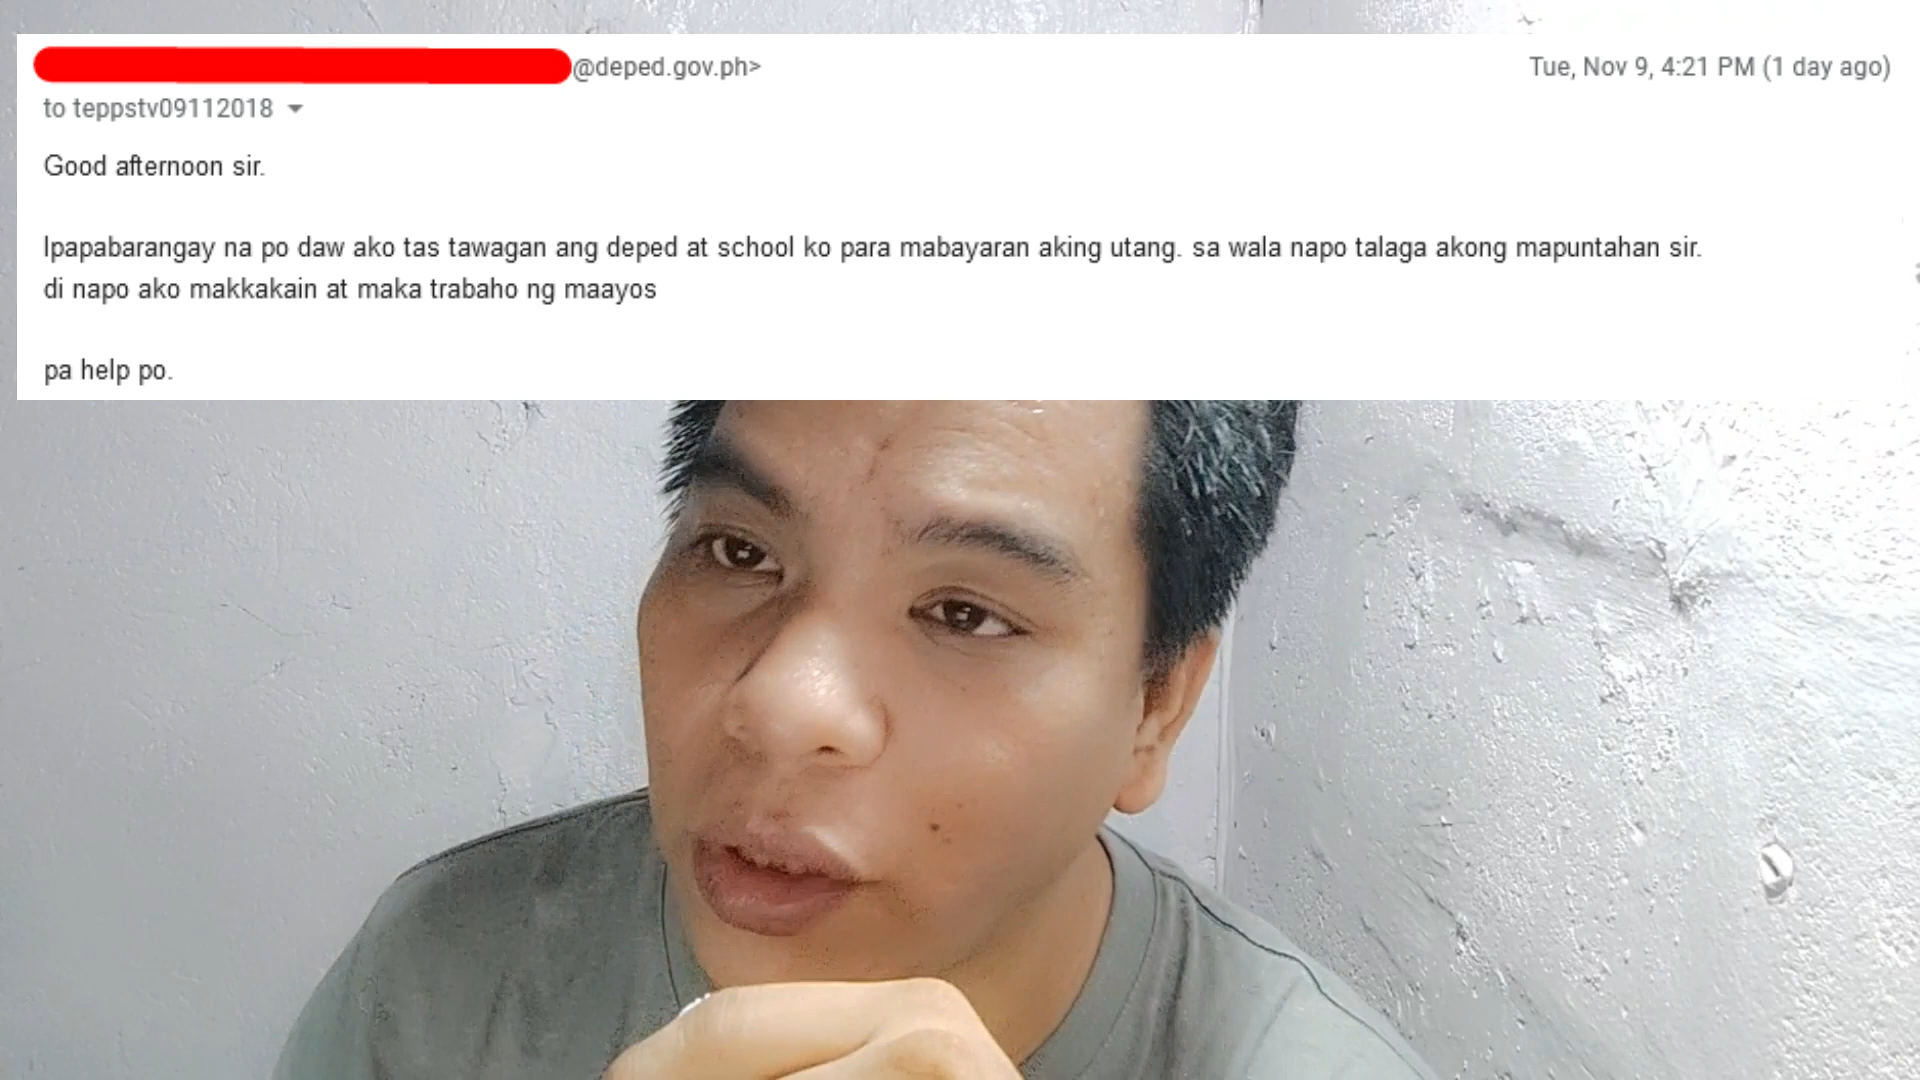 @deped.gov.ph>
Tue, Nov 9, 4:21 PM (1 day ago)
to teppstv09112018
Good afternoon sir.
Ipapabarangay na po daw ako tas tawagan ang deped at school ko para mabayaran aking utang. sa wala napo talaga akong mapuntahan sir.
di napo ako makkakain at maka trabaho ng maayos
pa help po.